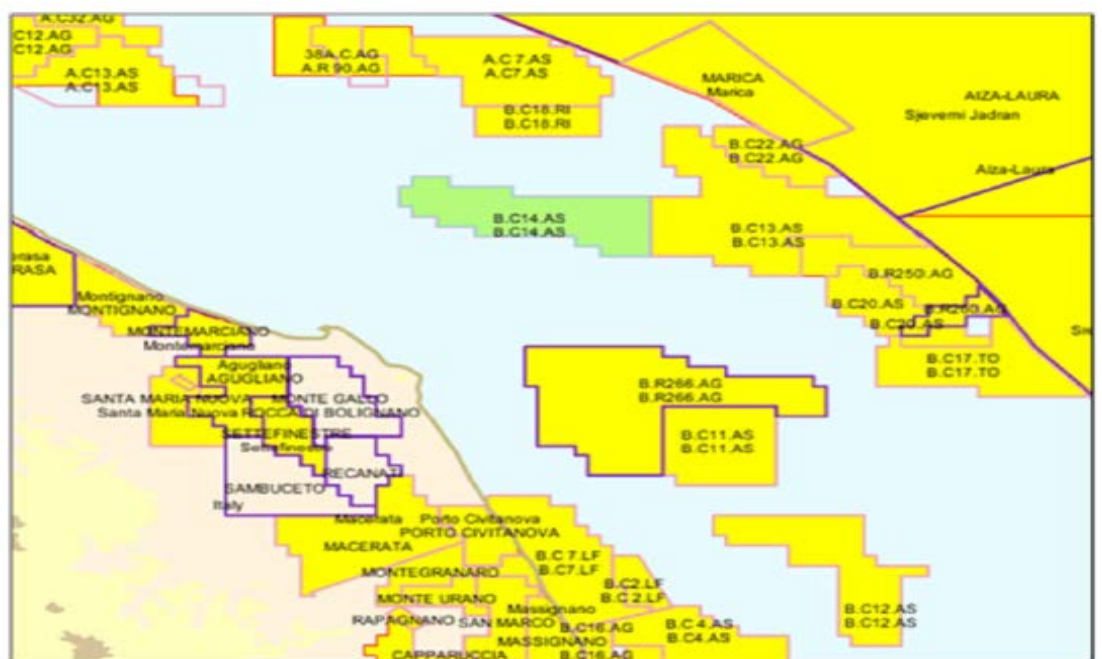 A.C32.AG
C12.AG
C12.AG
A.C13.AS
A.C13.AS
38A.C.AG
A.R 90.AG
A.C 7.AS
A.C7.AS
B.C18.RI
B.C18.RI
MARICA
Marica
AIZA-LAURA
Sjeverni Jadran
Aiza-Laura
B.C22.AG
B.C22.AG
B.C14.AS
B.C14.AS
B.C13.AS
B.C13.AS
B.R250.AG
B.C20.AS
B.C20.AS
B.C17.TO
B.C17.TO
RASA
Montignano
MONTIGNANO
MONTEMARCIANO
Montemarciano
Agugliano
AGUGLIANO
SANTA MARIA NUOVA
MONTE GALLO
Santa Maria Nuova
ROCCA DI BOLIGNANO
SETTEFINESTRE
Settefinestre
RECANATI
SAMBUCETO
Italy
B.R266.AG
B.R266.AG
B.C11.AS
B.C11.AS
Macerata
MACERATA
Porto Civitanova
PORTO CIVITANOVA
B.C 7.LF
B.C7.LF
MONTEGRANARO
B.C2.LF
B.C 2.LF
MONTE URANO
Massignano
RAPAGNANO
SAN MARCO
B.C16.AG
MASSIGNANO
CAPPARUCCIA
B.C16.AG
B.C 4.AS
B.C4.AS
B.C12.AS
B.C12.AS